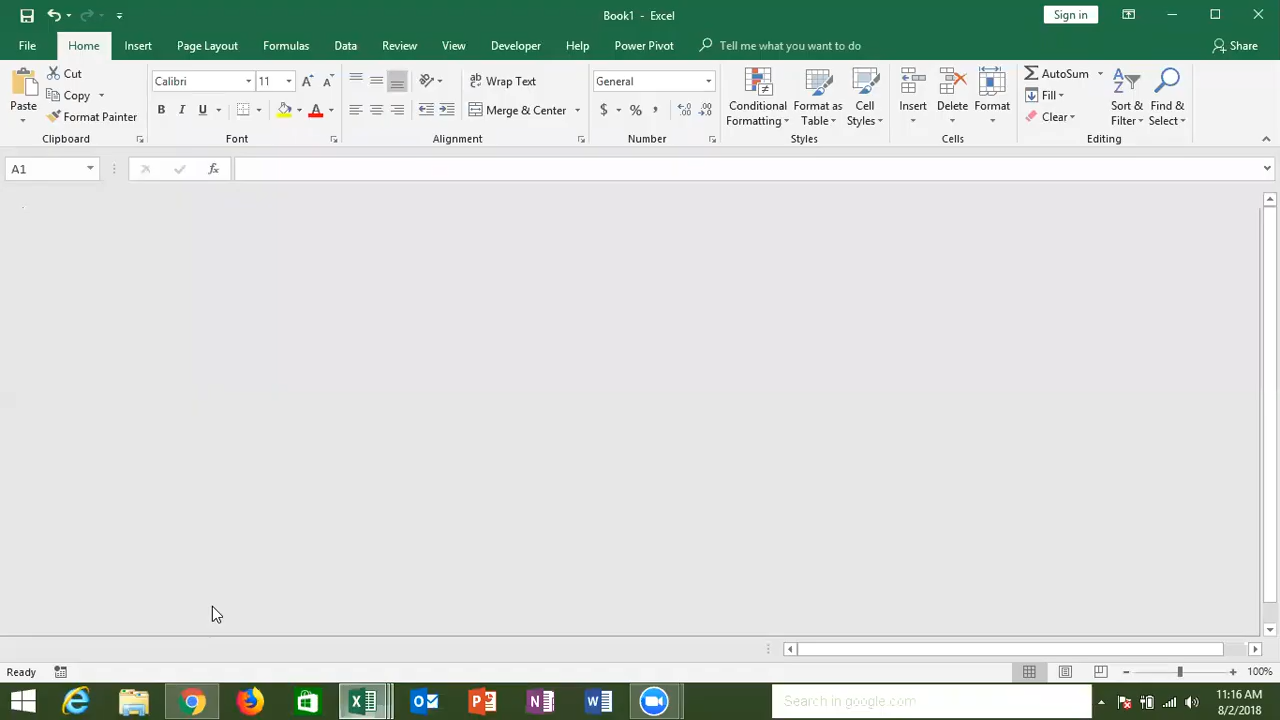 Book1 - Excel
Sign in
File Home Insert Page Layout Formulas Data Review View Developer Help Power Pivot Tell me what you want to do Share
Paste
Cut
Copy
Format Painter
Clipboard
Calibri 11
B I U
Font
Wrap Text
Merge & Center
Alignment
General
$ % ,
Number
Conditional Formatting
Format as Table
Cell Styles
Styles
Insert
Delete
Format
Cells
AutoSum
Fill
Clear
Sort & Filter
Find & Select
Editing
A1
fx
Ready
100%
Search in google.com
11:16 AM
8/2/2018